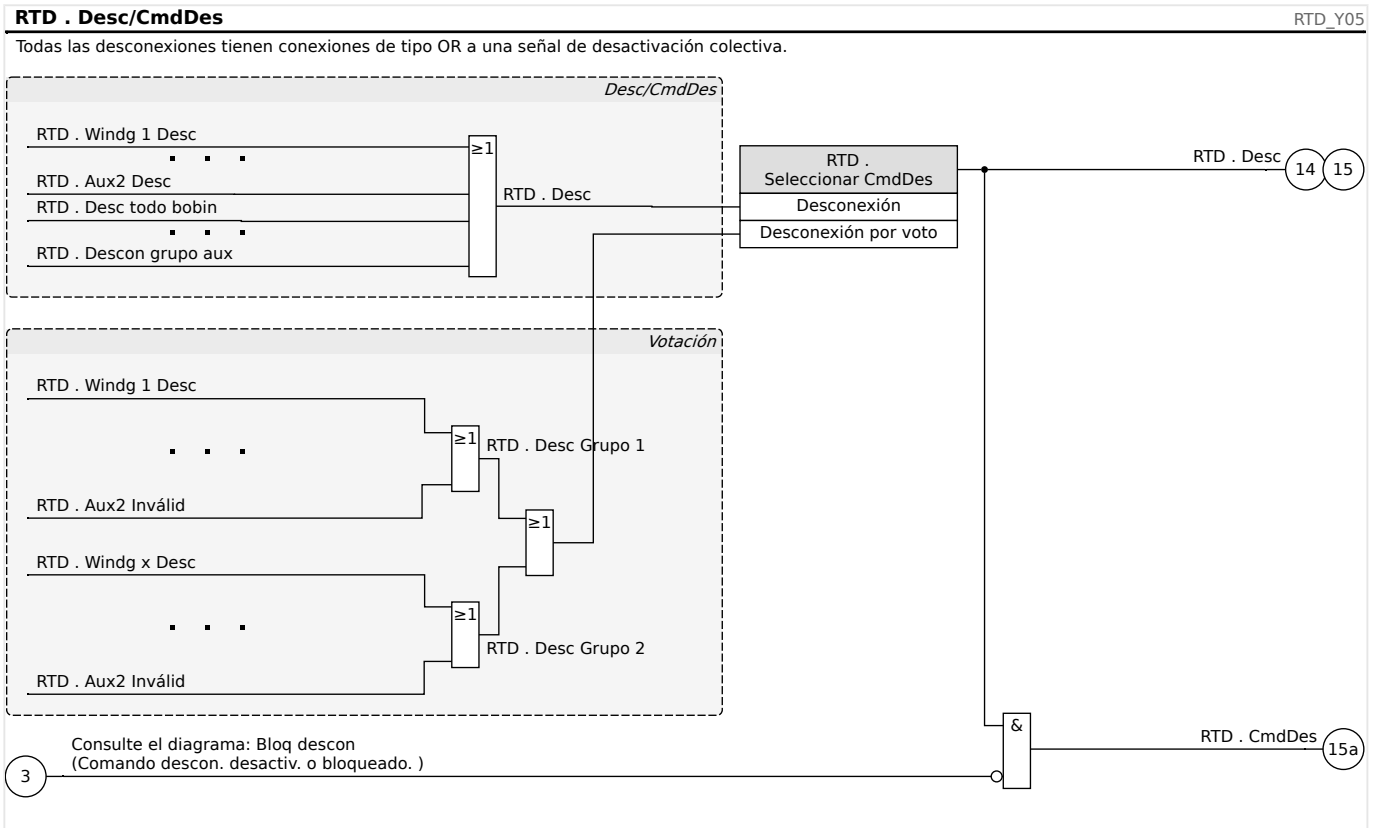 RTD . Desc/CmdDes
RTD_Y05
Todas las desconexiones tienen conexiones de tipo OR a una señal de desactivación colectiva.
Desc/CmdDes
RTD . Windg 1 Desc
≥1
RTD . Aux2 Desc
RTD . Desc todo bobin
RTD . Descon grupo aux
RTD . Desc
RTD .
Seleccionar CmdDes
Desconexión
Desconexión por voto
RTD . Desc
14
15
Votación
RTD . Windg 1 Desc
≥1
RTD . Desc Grupo 1
RTD . Aux2 Inválid
≥1
RTD . Windg x Desc
≥1
RTD . Desc Grupo 2
RTD . Aux2 Inválid
&
RTD . CmdDes
15a
Consulte el diagrama: Bloq descon
(Comando descon. desactiv. o bloqueado. )
3